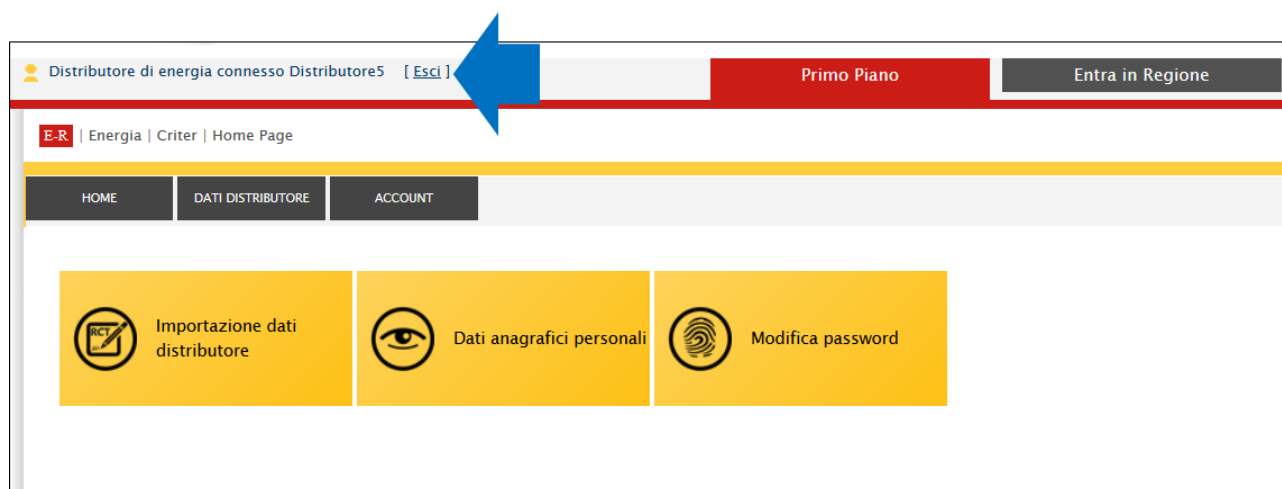 Distributore di energia connesso Distributore5 [ Esci ]
Primo Piano
Entra in Regione
E-R | Energia | Criter | Home Page
HOME
DATI DISTRIBUTORE
ACCOUNT
RCT
Importazione dati
distributore
Dati anagrafici personali
Modifica password